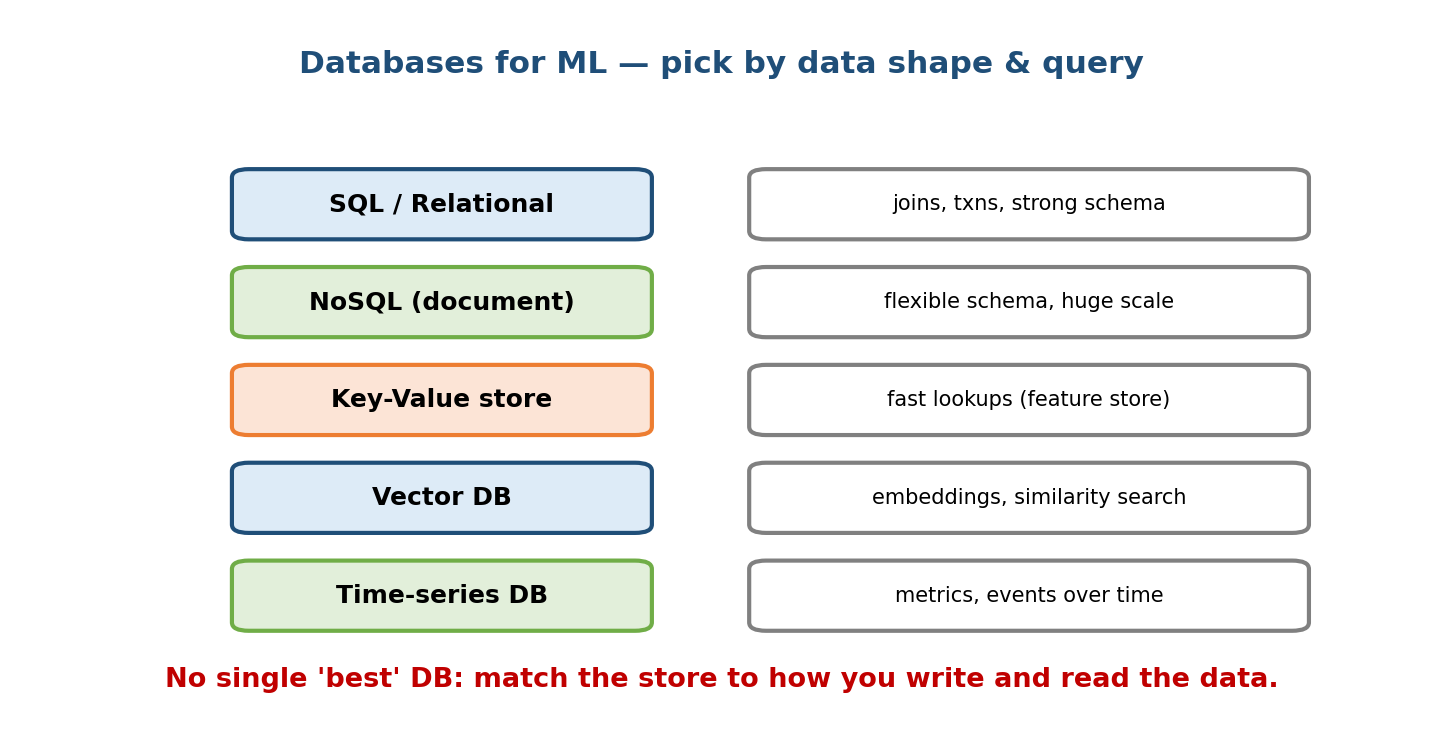 Databases for ML — pick by data shape & query
SQL / Relational
joins, txns, strong schema
NoSQL (document)
flexible schema, huge scale
Key-Value store
fast lookups (feature store)
Vector DB
embeddings, similarity search
Time-series DB
metrics, events over time
No single 'best' DB: match the store to how you write and read the data.